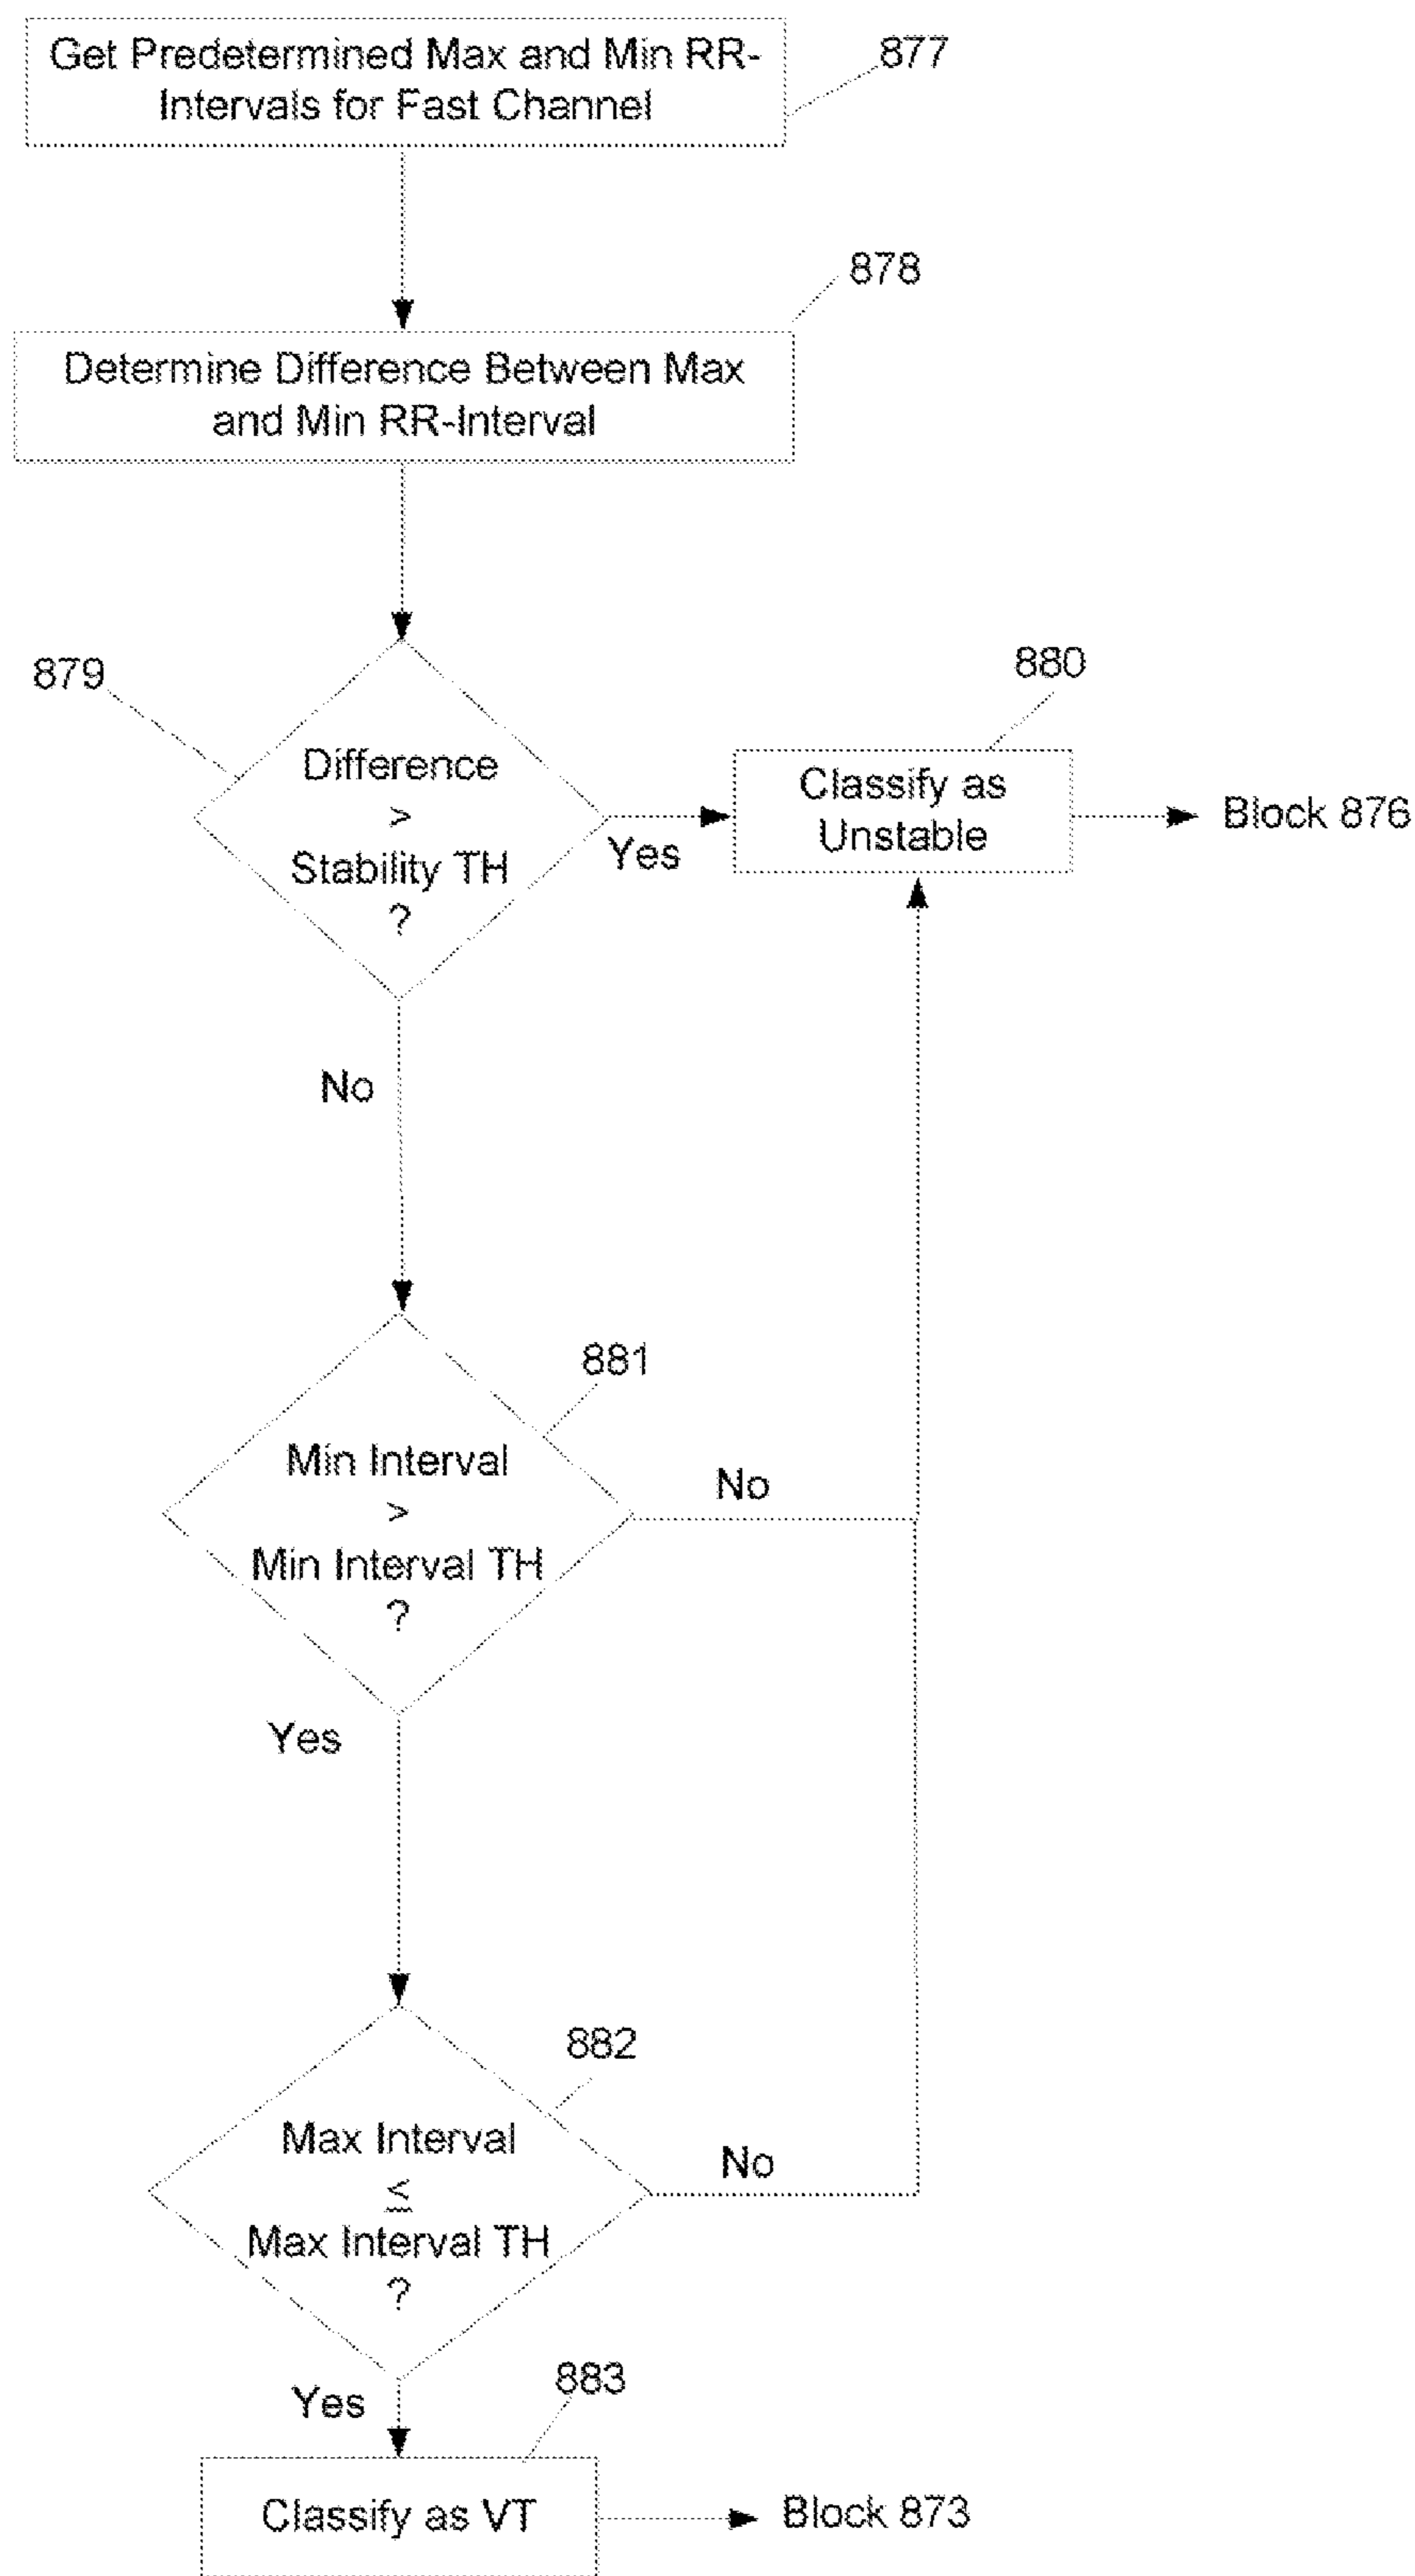 Get Predetermined Max and Min RR-
Intervals for Fast Channel
877
878
Determine Difference Between Max
and Min RR-Interval
879
Difference
>
Stability TH
?
Yes
880
Classify as
Unstable
Block 876
No
881
Min Interval
>
Min Interval TH
?
No
Yes
882
Max Interval
≤
Max Interval TH
?
No
Yes
883
Classify as VT
Block 873